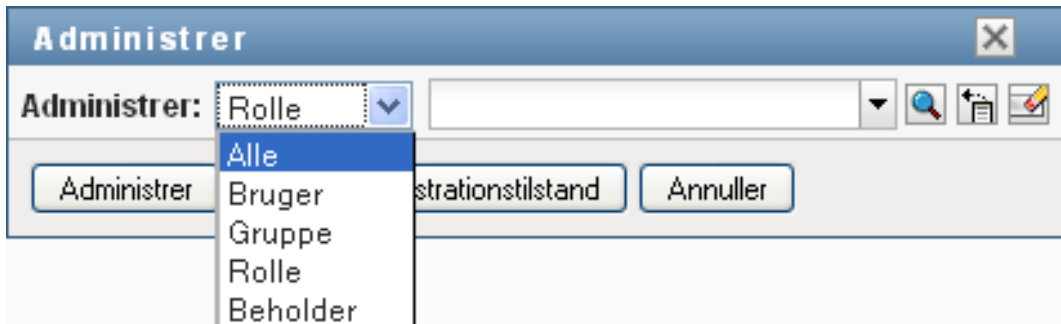 Administrer
Administrer: Rolle
Alle
Administrer strationstilstand Annuller
Bruger
Gruppe
Rolle
Beholder